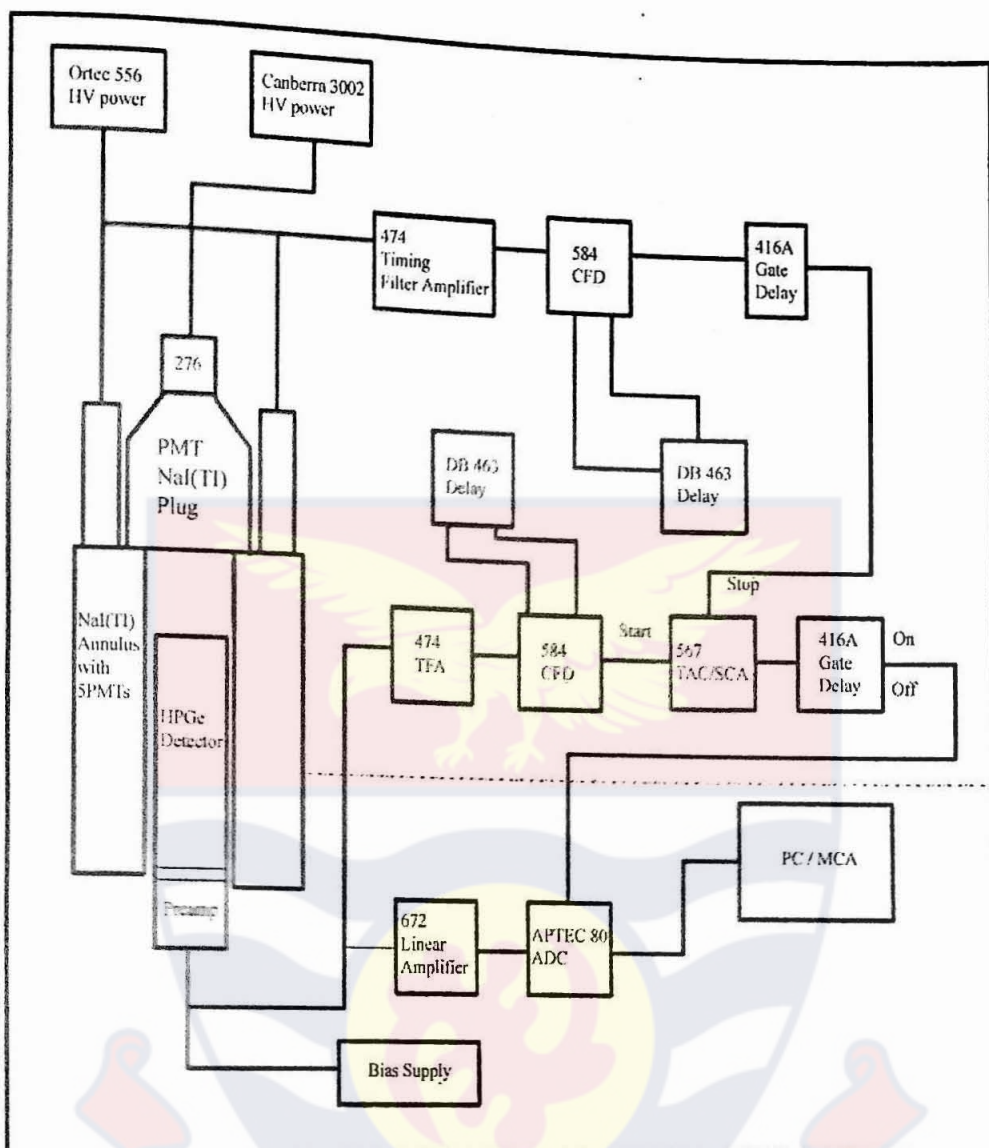 Ortec 556
HV power
Canberra 3002
HV power
474
Timing
Filter Amplifier
584
CFD
416A
Gate
Delay
276
PMT
NaI(Tl)
Plug
DB 463
Delay
DB 463
Delay
Stop
NaI(Tl)
Annulus
with
5PMTs
HPGe
Detector
474
TFA
584
CFD
Start
567
TAC/SCA
416A
Gate
Delay
On
Off
PC / MCA
Preamp
672
Linear
Amplifier
APTEC 80
ADC
Bias Supply